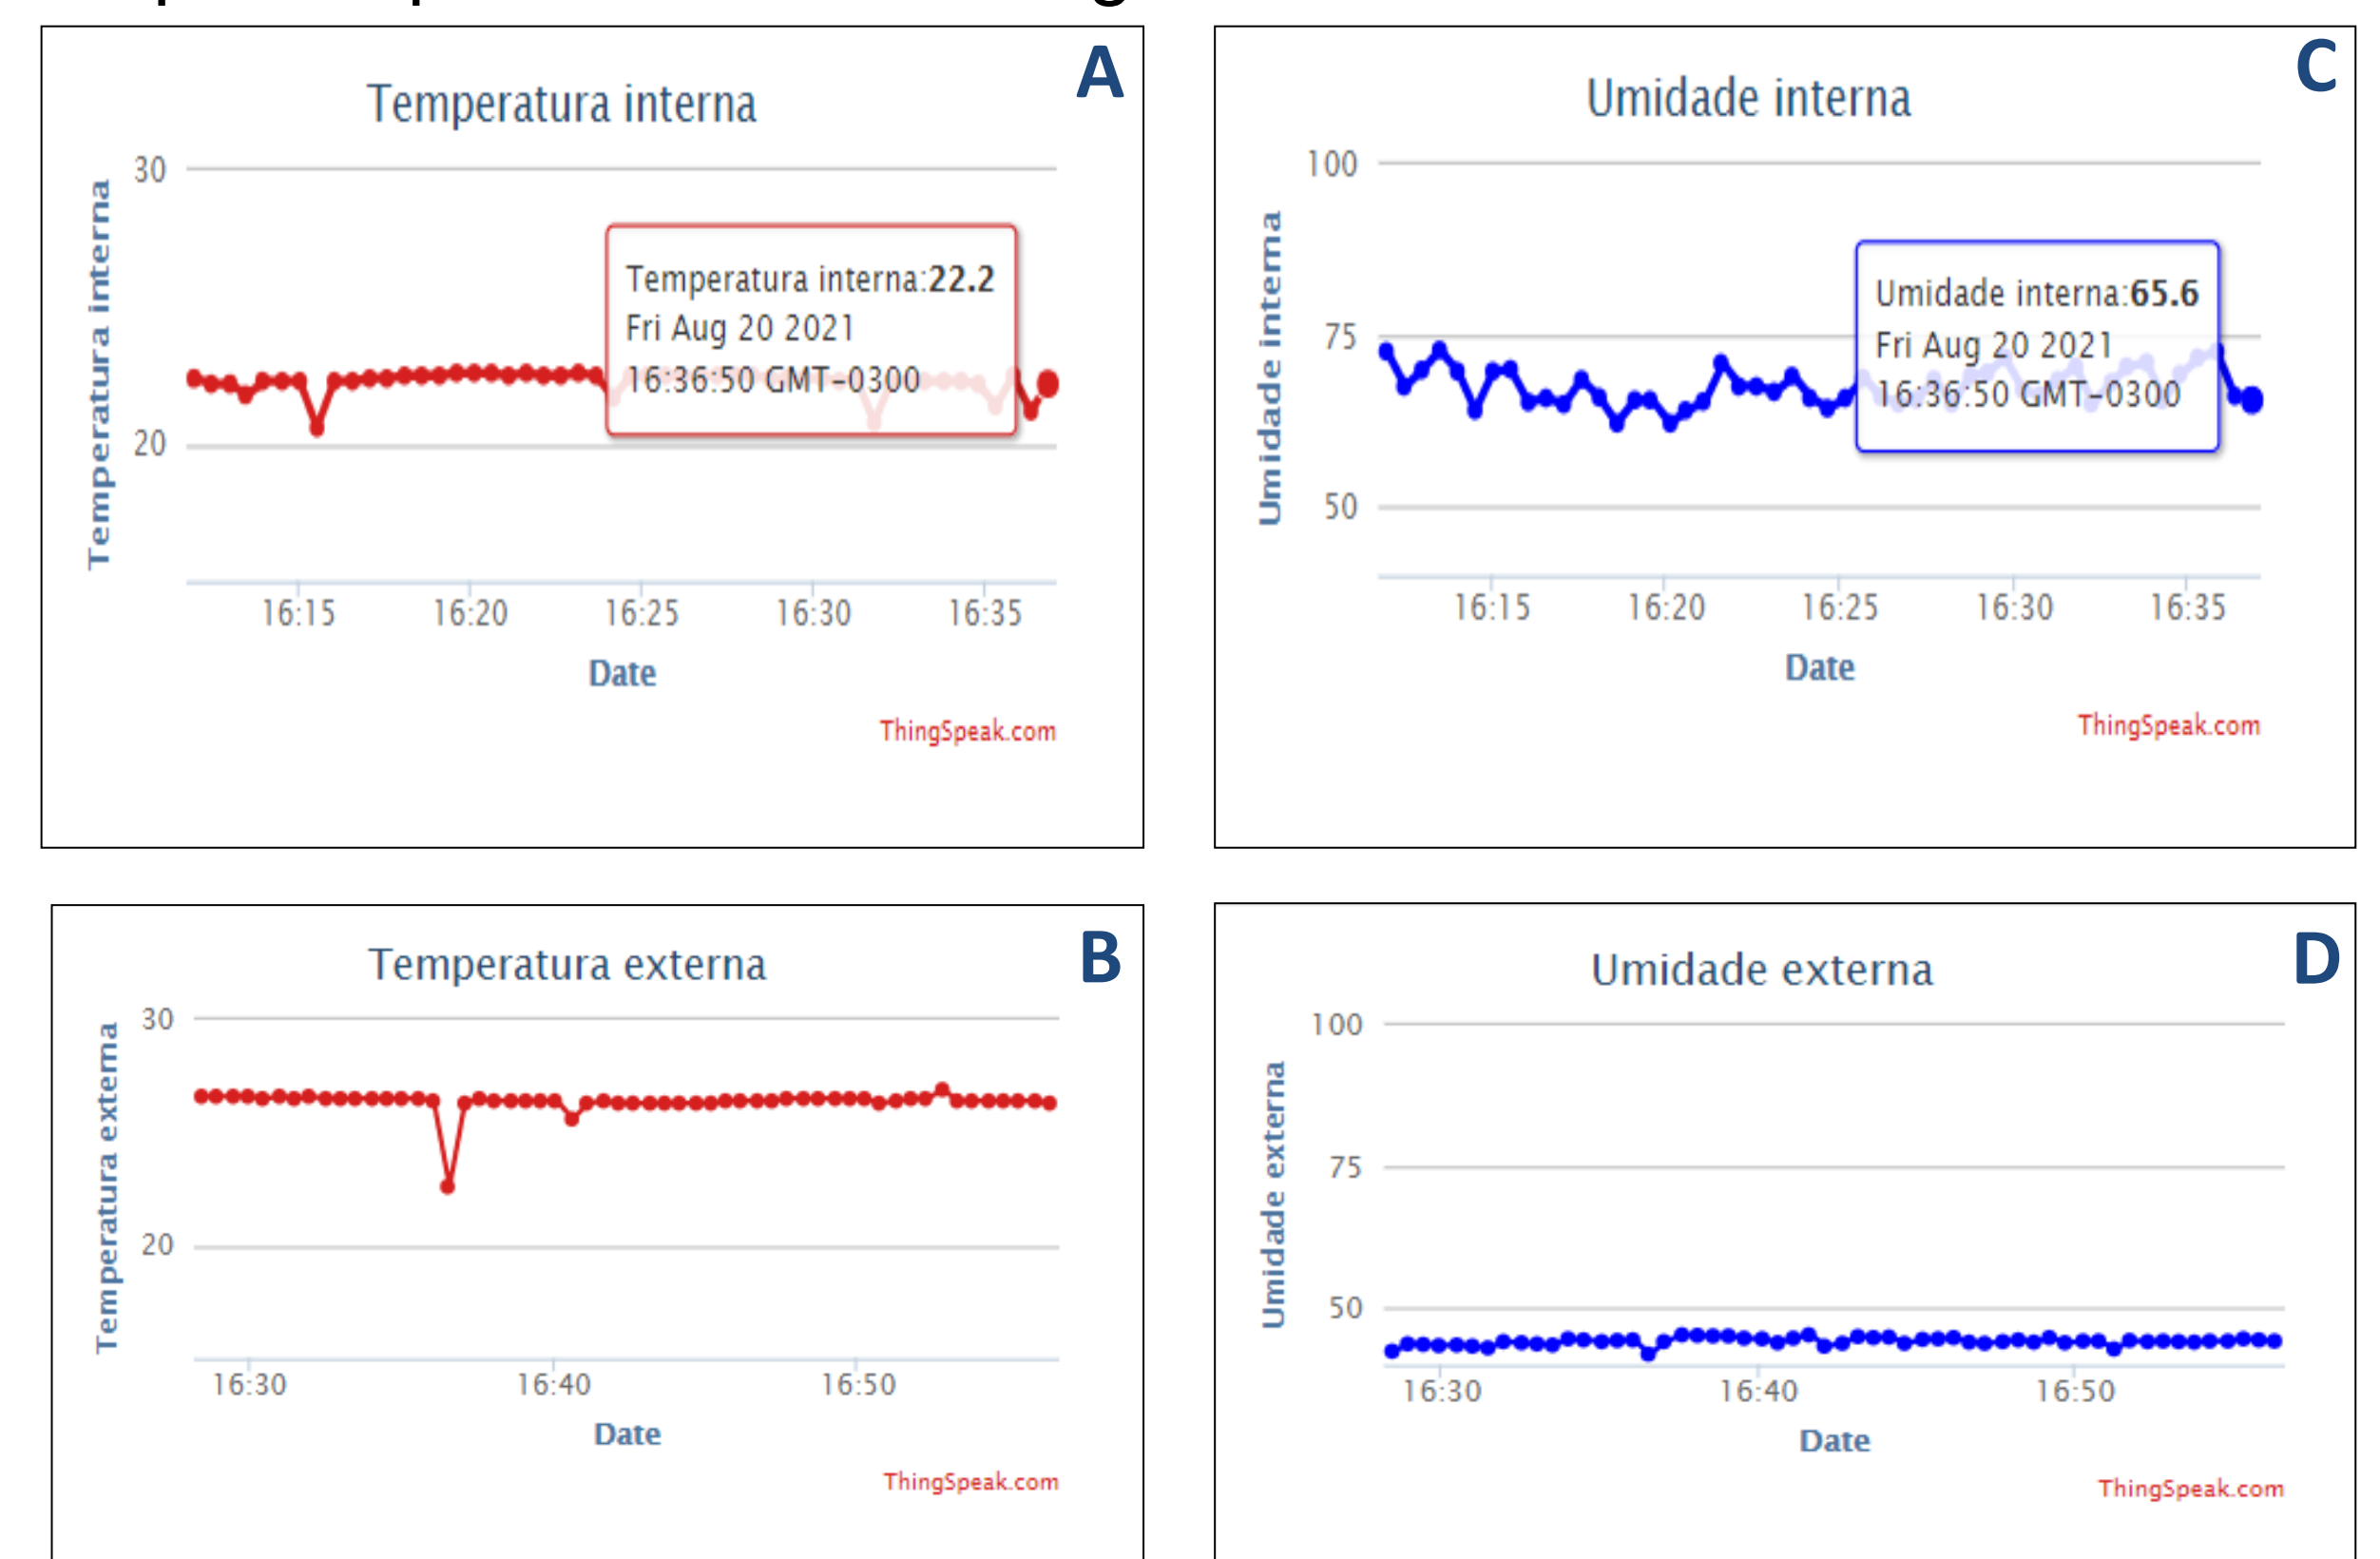 A
Temperatura interna
Temperatura interna
30
20
Temperatura interna:22.2
Fri Aug 20 2021
16:36:50 GMT-0300
16:15 16:20 16:25 16:30 16:35
Date
ThingSpeak.com
C
Umidade interna
Umidade interna
100
75
50
Umidade interna:65.6
Fri Aug 20 2021
16:36:50 GMT-0300
16:15 16:20 16:25 16:30 16:35
Date
ThingSpeak.com
B
Temperatura externa
Temperatura externa
30
20
16:30 16:40 16:50
Date
ThingSpeak.com
D
Umidade externa
Umidade externa
100
75
50
16:30 16:40 16:50
Date
ThingSpeak.com